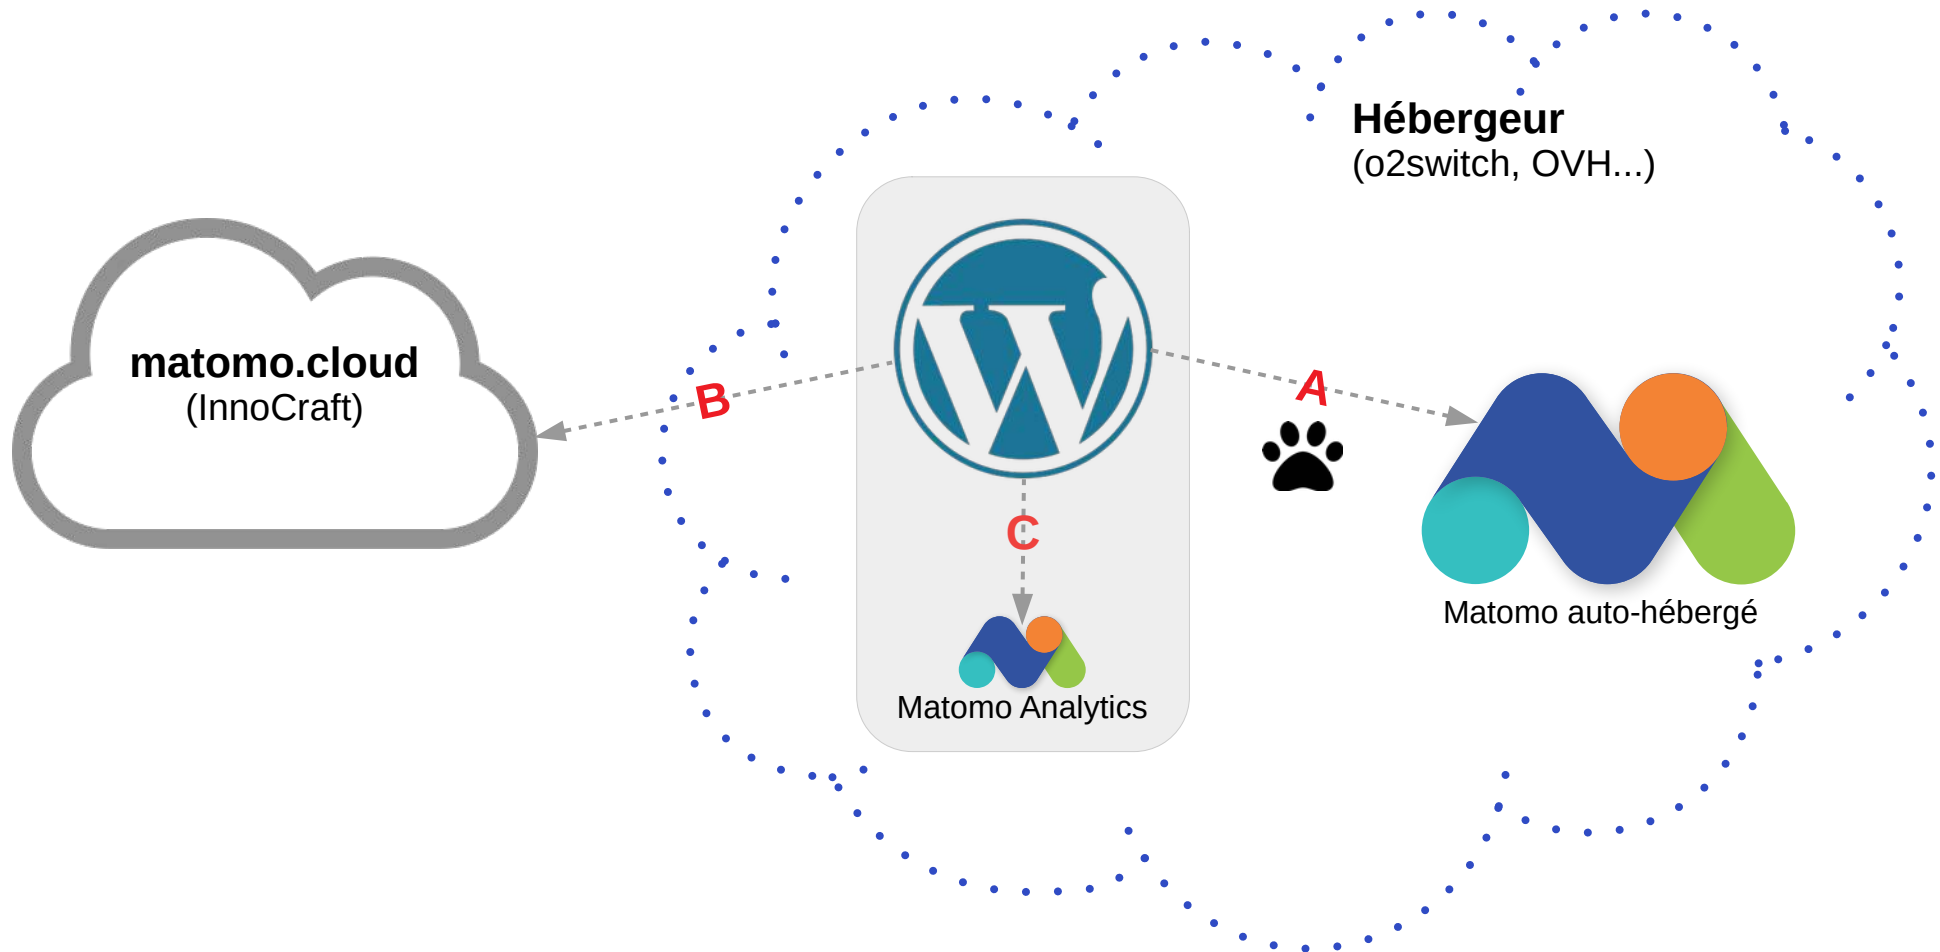 Hébergeur
(o2switch, OVH...)
matomo.cloud
(InnoCraft)
B
A
C
Matomo auto-hébergé
Matomo Analytics